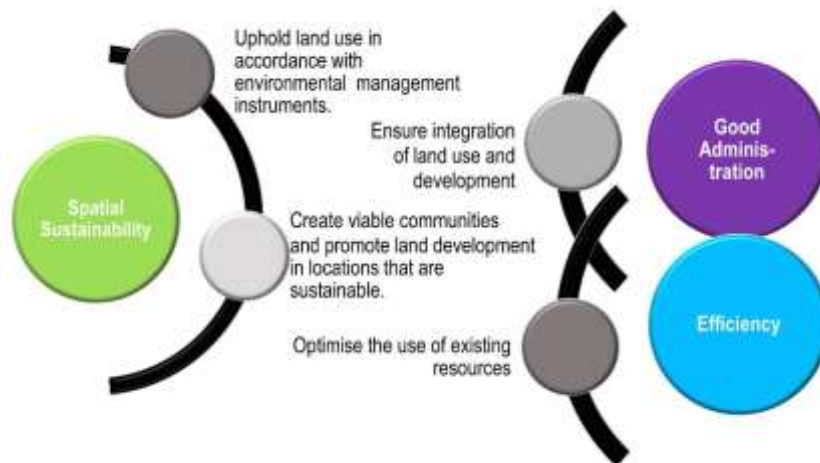 Uphold land use in
accordance with
environmental management
instruments.
Spatial
Sustainability
Create viable communities
and promote land development
in locations that are
sustainable.
Ensure integration
of land use and
development
Good
Adminis-
tration
Optimise the use of existing
resources
Efficiency